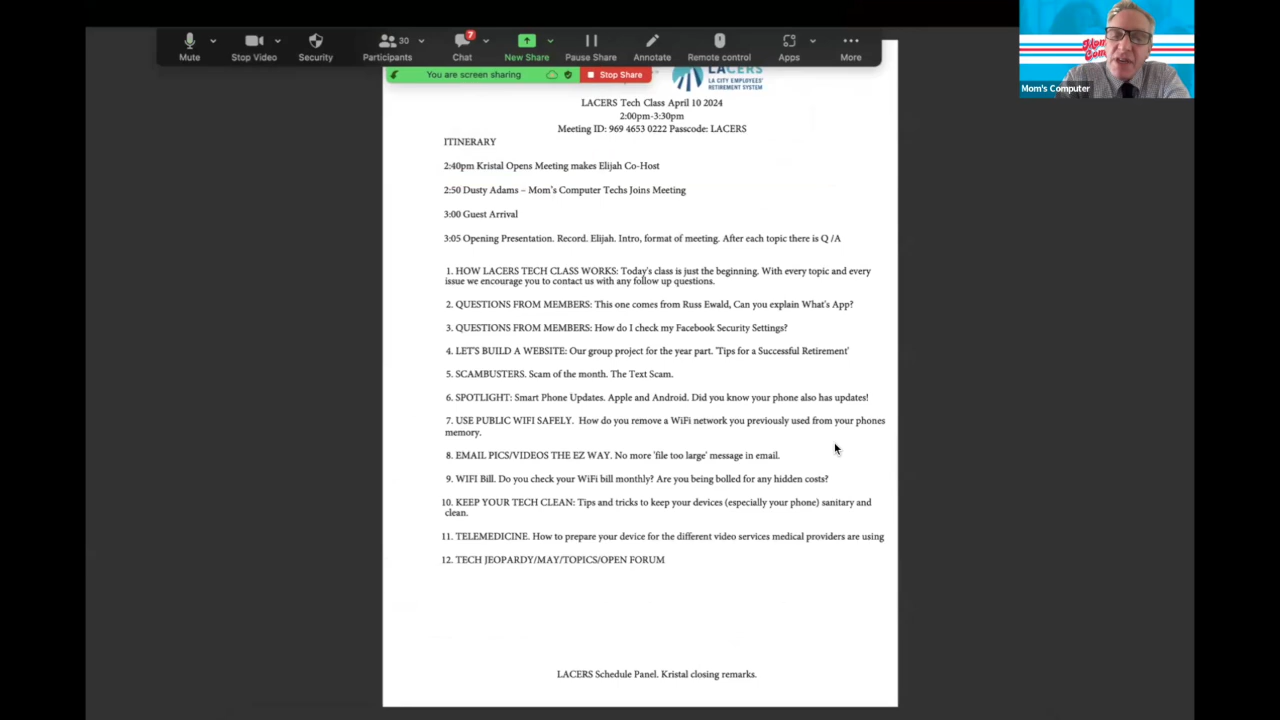 30
7
Mute
Stop Video
Security
Participants
Chat
New Share
Pause Share
Annotate
Remote control
Apps
More
You are screen sharing
Stop Share
Mom's Computer
LACERS
LA CITY EMPLOYEES'
RETIREMENT SYSTEM
LACERS Tech Class April 10 2024
2:00pm-3:30pm
Meeting ID: 969 4653 0222 Passcode: LACERS
ITINERARY
2:40pm Kristal Opens Meeting makes Elijah Co-Host
2:50 Dusty Adams – Mom's Computer Techs Joins Meeting
3:00 Guest Arrival
3:05 Opening Presentation. Record. Elijah. Intro, format of meeting. After each topic there is Q /A
1. HOW LACERS TECH CLASS WORKS: Today's class is just the beginning. With every topic and every
issue we encourage you to contact us with any follow up questions.
2. QUESTIONS FROM MEMBERS: This one comes from Russ Ewald, Can you explain What's App?
3. QUESTIONS FROM MEMBERS: How do I check my Facebook Security Settings?
4. LET'S BUILD A WEBSITE: Our group project for the year part. 'Tips for a Successful Retirement'
5. SCAMBUSTERS. Scam of the month. The Text Scam.
6. SPOTLIGHT: Smart Phone Updates. Apple and Android. Did you know your phone also has updates!
7. USE PUBLIC WIFI SAFELY. How do you remove a WiFi network you previously used from your phones
memory.
8. EMAIL PICS/VIDEOS THE EZ WAY. No more 'file too large' message in email.
9. WIFI Bill. Do you check your WiFi bill monthly? Are you being bolled for any hidden costs?
10. KEEP YOUR TECH CLEAN: Tips and tricks to keep your devices (especially your phone) sanitary and
clean.
11. TELEMEDICINE. How to prepare your device for the different video services medical providers are using
12. TECH JEOPARDY/MAY/TOPICS/OPEN FORUM
LACERS Schedule Panel. Kristal closing remarks.